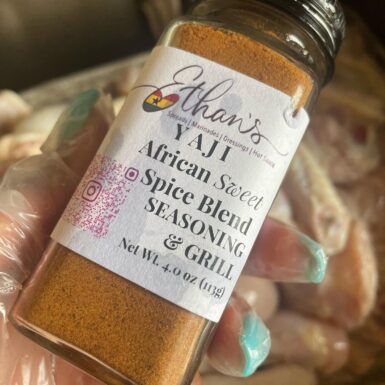 Ethan's
Spreads | Marinades | Dressings | Hot Sauce
YAJI
African Sweet
Spice Blend
SEASONING
& GRILL
Net Wt. 4.0 oz (113g)